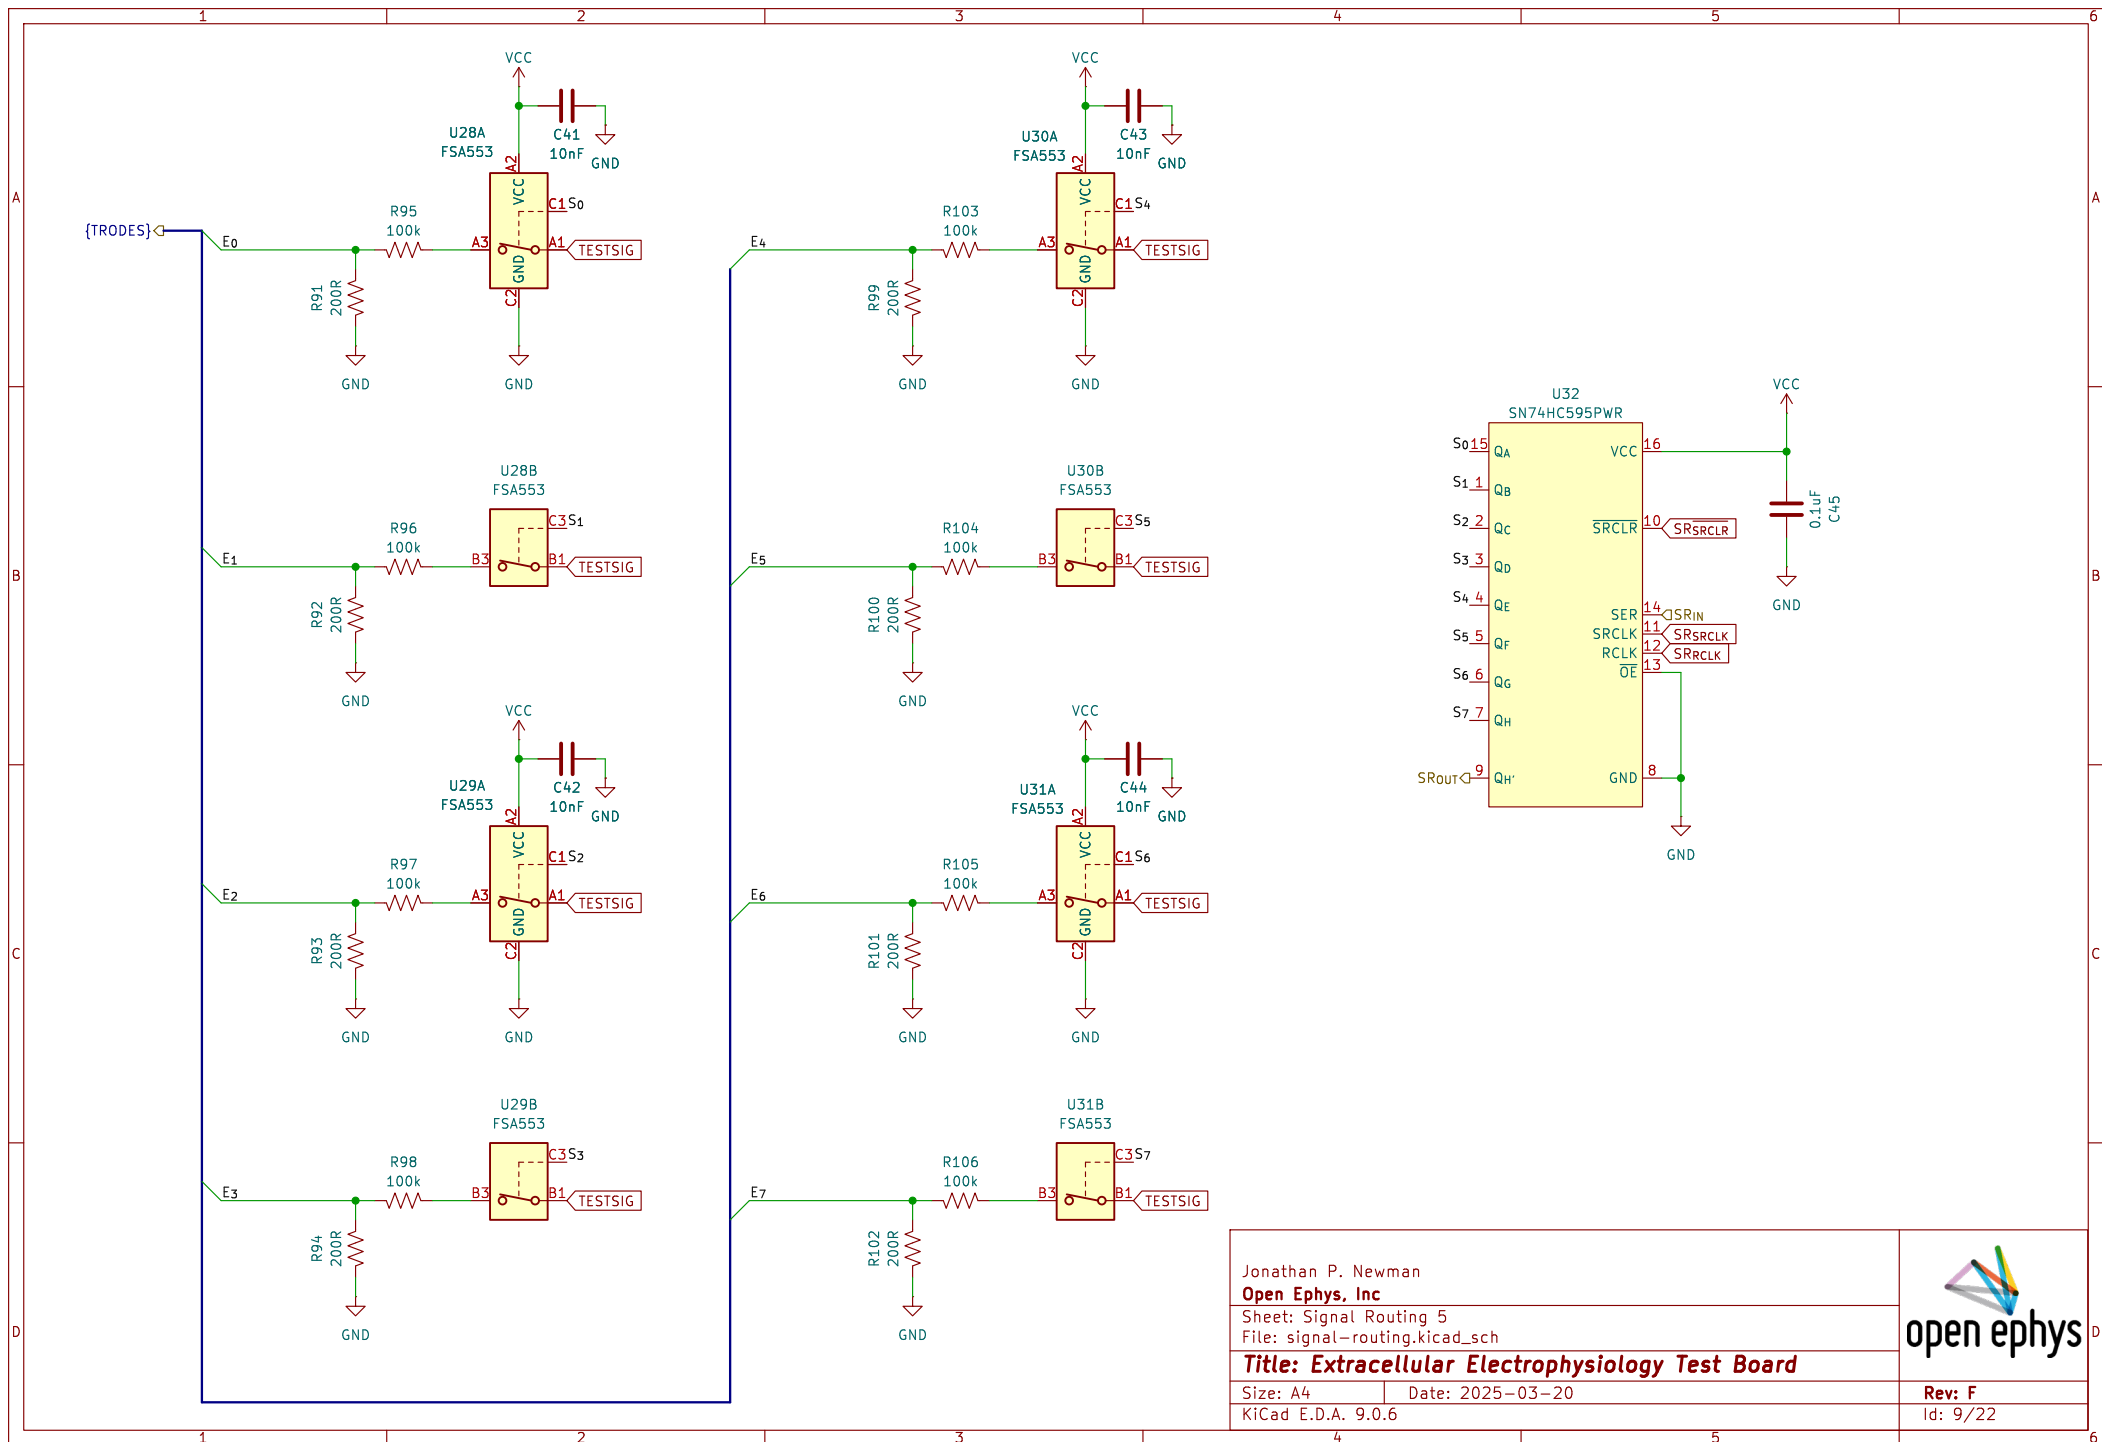 1 2 3 4 5 6
A
B
C
D
A
B
C
D
1 2 3 4 5 6
{TRODES}
VCC
C41
10nF
GND
U28A
FSA553
A2
VCC
C1 S0
E0
R95
100k
A3
A1
TESTSIG
GND
C2
R91
200R
GND
GND
U28B
FSA553
C3 S1
E1
R96
100k
B3
B1
TESTSIG
R92
200R
GND
VCC
C42
10nF
GND
U29A
FSA553
A2
VCC
C1 S2
E2
R97
100k
A3
A1
TESTSIG
GND
C2
R93
200R
GND
GND
U29B
FSA553
C3 S3
E3
R98
100k
B3
B1
TESTSIG
R94
200R
GND
VCC
C43
10nF
GND
U30A
FSA553
A2
VCC
C1 S4
E4
R103
100k
A3
A1
TESTSIG
GND
C2
R99
200R
GND
GND
U30B
FSA553
C3 S5
E5
R104
100k
B3
B1
TESTSIG
R100
200R
GND
VCC
C44
10nF
GND
U31A
FSA553
A2
VCC
C1 S6
E6
R105
100k
A3
A1
TESTSIG
GND
C2
R101
200R
GND
GND
U31B
FSA553
C3 S7
E7
R106
100k
B3
B1
TESTSIG
R102
200R
GND
U32
SN74HC595PWR
S0 15 QA
S1 1 QB
S2 2 QC
S3 3 QD
S4 4 QE
S5 5 QF
S6 6 QG
S7 7 QH
SROUT 9 QH'
VCC 16
SRCLR 10 SRSRCLR
SER 14 SRIN
SRCLK 11 SRSRCLK
RCLK 12 SRRCLK
OE 13
GND 8
GND
VCC
0.1uF
C45
GND
Jonathan P. Newman
Open Ephys, Inc
Sheet: Signal Routing 5
File: signal-routing.kicad_sch
Title: Extracellular Electrophysiology Test Board
Size: A4 Date: 2025-03-20
KiCad E.D.A. 9.0.6
open ephys
Rev: F
Id: 9/22